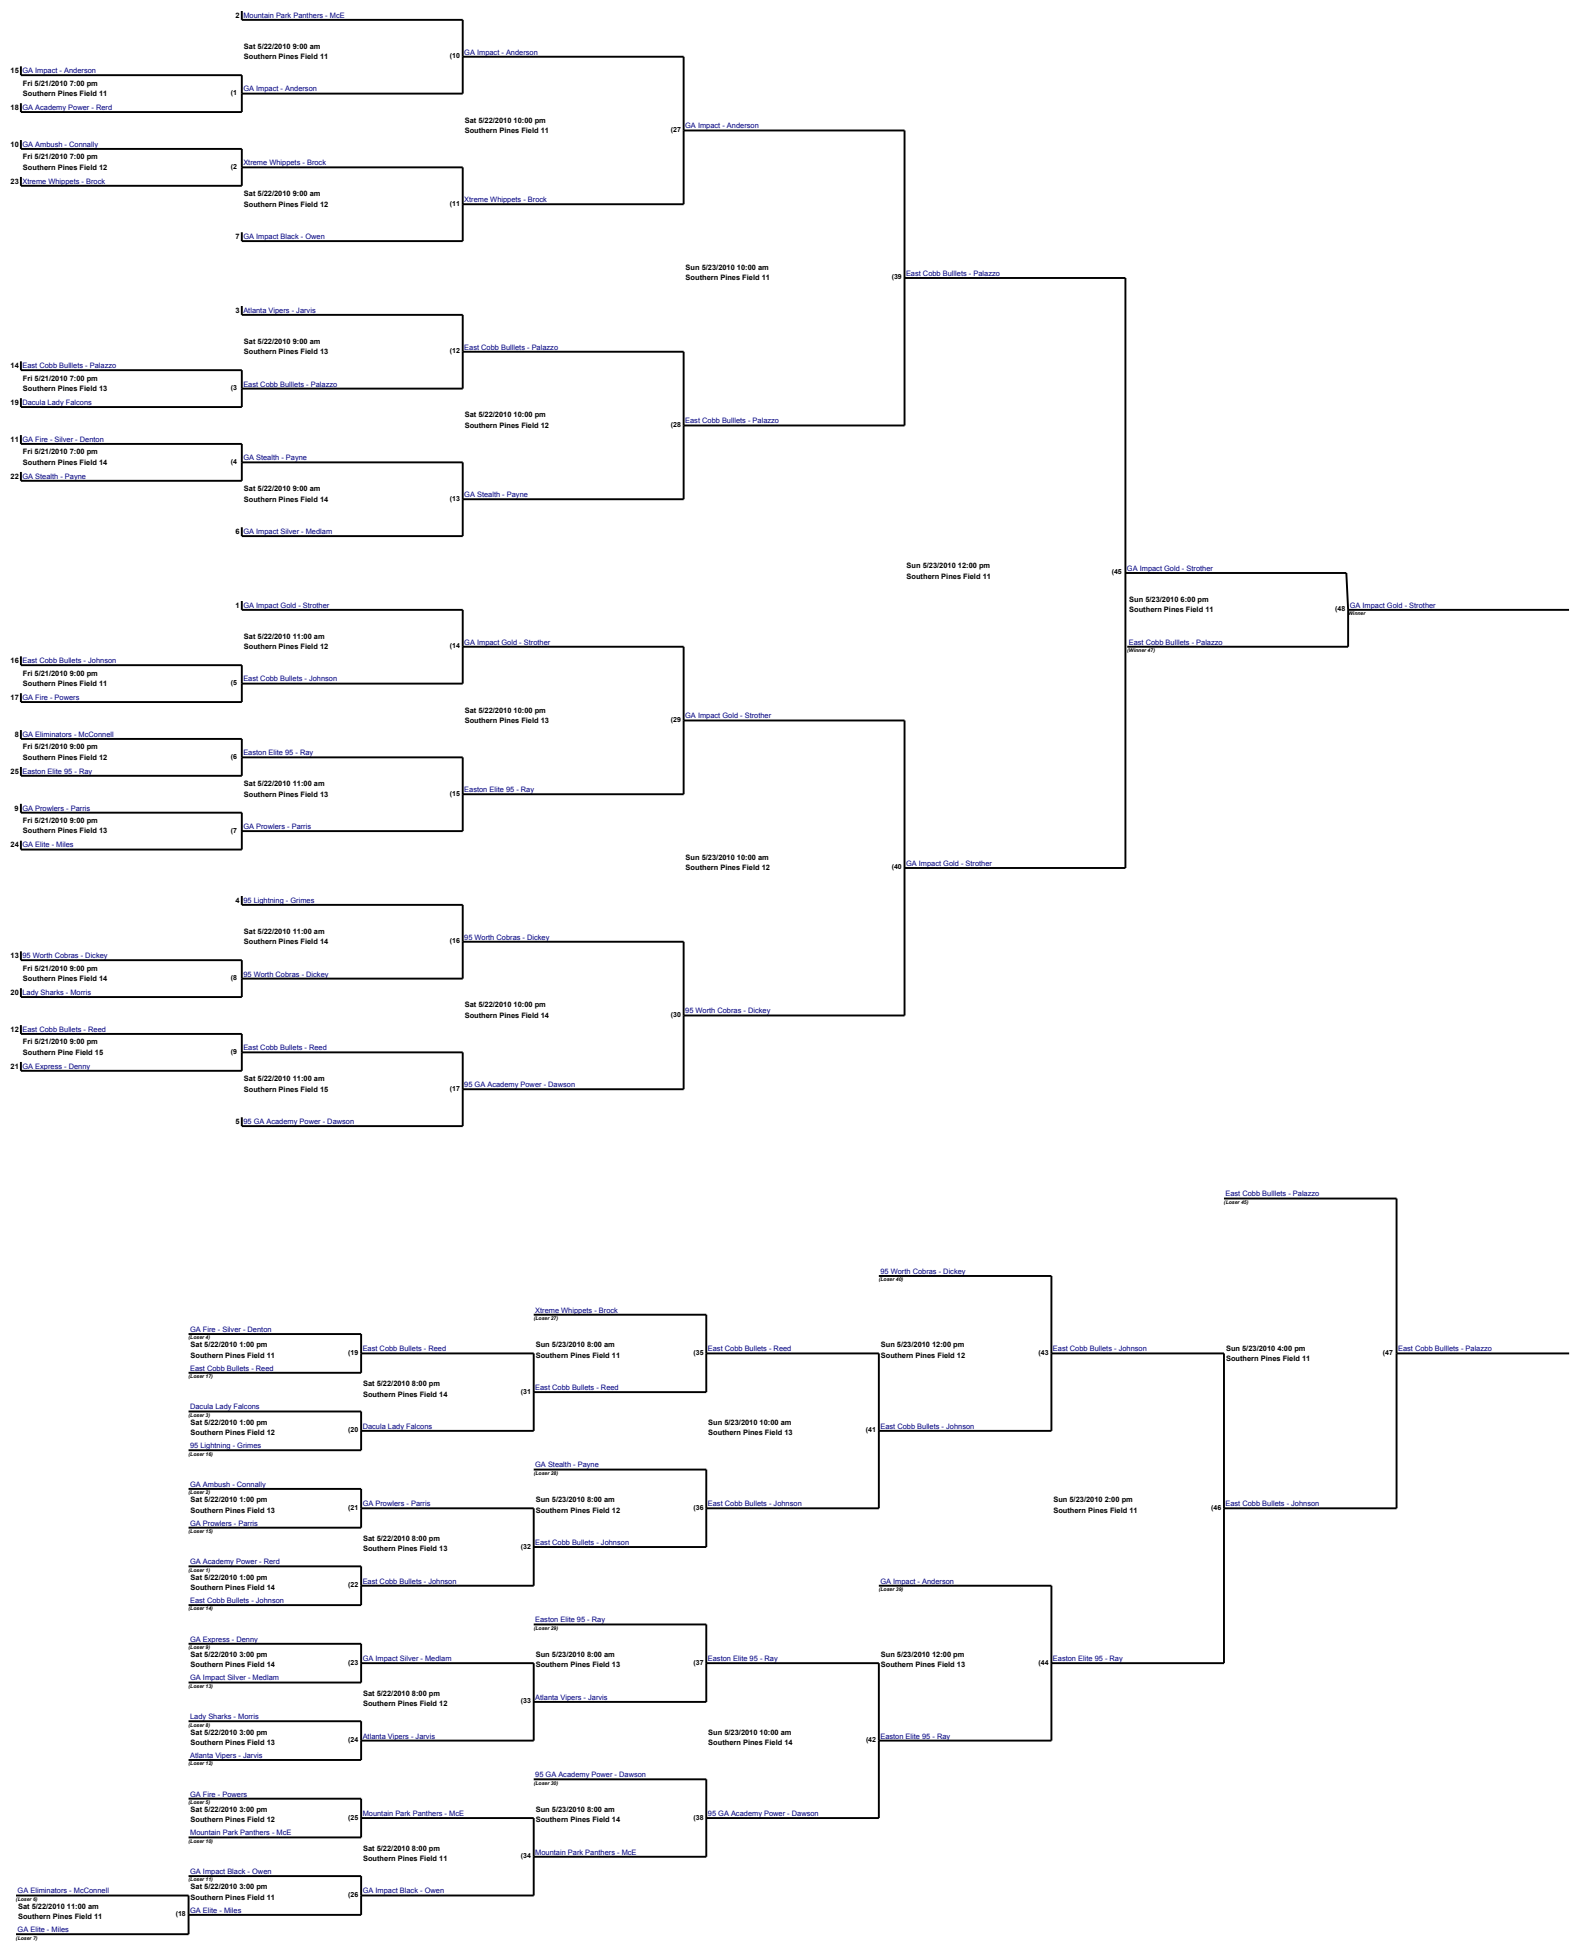 2 Mountain Park Panthers - McE
Sat 5/22/2010 9:00 am
Southern Pines Field 11
(10 GA Impact - Anderson
15 GA Impact - Anderson
Fri 5/21/2010 7:00 pm
Southern Pines Field 11
(1 GA Impact - Anderson
18 GA Academy Power - Rerd
Sat 5/22/2010 10:00 pm
Southern Pines Field 11
(27 GA Impact - Anderson
10 GA Ambush - Connally
Fri 5/21/2010 7:00 pm
Southern Pines Field 12
(2 Xtreme Whippets - Brock
23 Xtreme Whippets - Brock
Sat 5/22/2010 9:00 am
Southern Pines Field 12
(11 Xtreme Whippets - Brock
7 GA Impact Black - Owen
Sun 5/23/2010 10:00 am
Southern Pines Field 11
(39 East Cobb Bulllets - Palazzo
3 Atlanta Vipers - Jarvis
Sat 5/22/2010 9:00 am
Southern Pines Field 13
(12 East Cobb Bulllets - Palazzo
14 East Cobb Bulllets - Palazzo
Fri 5/21/2010 7:00 pm
Southern Pines Field 13
(3 East Cobb Bulllets - Palazzo
19 Dacula Lady Falcons
Sat 5/22/2010 10:00 pm
Southern Pines Field 12
(28 East Cobb Bulllets - Palazzo
11 GA Fire - Silver - Denton
Fri 5/21/2010 7:00 pm
Southern Pines Field 14
(4 GA Stealth - Payne
22 GA Stealth - Payne
Sat 5/22/2010 9:00 am
Southern Pines Field 14
(13 GA Stealth - Payne
6 GA Impact Silver - Medlam
Sun 5/23/2010 12:00 pm
Southern Pines Field 11
(45 GA Impact Gold - Strother
Sun 5/23/2010 6:00 pm
Southern Pines Field 11
(48 GA Impact Gold - Strother
Winner
East Cobb Bulllets - Palazzo
(Winner 47)
1 GA Impact Gold - Strother
Sat 5/22/2010 11:00 am
Southern Pines Field 12
(14 GA Impact Gold - Strother
16 East Cobb Bullets - Johnson
Fri 5/21/2010 9:00 pm
Southern Pines Field 11
(5 East Cobb Bullets - Johnson
17 GA Fire - Powers
Sat 5/22/2010 10:00 pm
Southern Pines Field 13
(29 GA Impact Gold - Strother
8 GA Eliminators - McConnell
Fri 5/21/2010 9:00 pm
Southern Pines Field 12
(6 Easton Elite 95 - Ray
25 Easton Elite 95 - Ray
Sat 5/22/2010 11:00 am
Southern Pines Field 13
(15 Easton Elite 95 - Ray
9 GA Prowlers - Parris
Fri 5/21/2010 9:00 pm
Southern Pines Field 13
(7 GA Prowlers - Parris
24 GA Elite - Miles
Sun 5/23/2010 10:00 am
Southern Pines Field 12
(40 GA Impact Gold - Strother
4 95 Lightning - Grimes
Sat 5/22/2010 11:00 am
Southern Pines Field 14
(16 95 Worth Cobras - Dickey
13 95 Worth Cobras - Dickey
Fri 5/21/2010 9:00 pm
Southern Pines Field 14
(8 95 Worth Cobras - Dickey
20 Lady Sharks - Morris
Sat 5/22/2010 10:00 pm
Southern Pines Field 14
(30 95 Worth Cobras - Dickey
12 East Cobb Bullets - Reed
Fri 5/21/2010 9:00 pm
Southern Pine Field 15
(9 East Cobb Bullets - Reed
21 GA Express - Denny
Sat 5/22/2010 11:00 am
Southern Pines Field 15
(17 95 GA Academy Power - Dawson
5 95 GA Academy Power - Dawson
East Cobb Bulllets - Palazzo
(Loser 45)
95 Worth Cobras - Dickey
(Loser 40)
Xtreme Whippets - Brock
(Loser 27)
GA Fire - Silver - Denton
(Loser 4)
Sat 5/22/2010 1:00 pm
Southern Pines Field 11
(19 East Cobb Bullets - Reed
East Cobb Bullets - Reed
(Loser 17)
Sun 5/23/2010 8:00 am
Southern Pines Field 11
(35 East Cobb Bullets - Reed
Sun 5/23/2010 12:00 pm
Southern Pines Field 12
(43 East Cobb Bullets - Johnson
Sun 5/23/2010 4:00 pm
Southern Pines Field 11
(47 East Cobb Bulllets - Palazzo
Sat 5/22/2010 8:00 pm
Southern Pines Field 14
(31 East Cobb Bullets - Reed
Dacula Lady Falcons
(Loser 3)
Sat 5/22/2010 1:00 pm
Southern Pines Field 12
(20 Dacula Lady Falcons
95 Lightning - Grimes
(Loser 16)
Sun 5/23/2010 10:00 am
Southern Pines Field 13
(41 East Cobb Bullets - Johnson
GA Stealth - Payne
(Loser 28)
GA Ambush - Connally
(Loser 2)
Sat 5/22/2010 1:00 pm
Southern Pines Field 13
(21 GA Prowlers - Parris
GA Prowlers - Parris
(Loser 15)
Sun 5/23/2010 8:00 am
Southern Pines Field 12
(36 East Cobb Bullets - Johnson
Sun 5/23/2010 2:00 pm
Southern Pines Field 11
(46 East Cobb Bullets - Johnson
Sat 5/22/2010 8:00 pm
Southern Pines Field 13
(32 East Cobb Bullets - Johnson
GA Academy Power - Rerd
(Loser 1)
Sat 5/22/2010 1:00 pm
Southern Pines Field 14
(22 East Cobb Bullets - Johnson
East Cobb Bullets - Johnson
(Loser 14)
GA Impact - Anderson
(Loser 39)
Easton Elite 95 - Ray
(Loser 29)
GA Express - Denny
(Loser 9)
Sat 5/22/2010 3:00 pm
Southern Pines Field 14
(23 GA Impact Silver - Medlam
GA Impact Silver - Medlam
(Loser 13)
Sun 5/23/2010 8:00 am
Southern Pines Field 13
(37 Easton Elite 95 - Ray
Sun 5/23/2010 12:00 pm
Southern Pines Field 13
(44 Easton Elite 95 - Ray
Sat 5/22/2010 8:00 pm
Southern Pines Field 12
(33 Atlanta Vipers - Jarvis
Lady Sharks - Morris
(Loser 8)
Sat 5/22/2010 3:00 pm
Southern Pines Field 13
(24 Atlanta Vipers - Jarvis
Atlanta Vipers - Jarvis
(Loser 12)
Sun 5/23/2010 10:00 am
Southern Pines Field 14
(42 Easton Elite 95 - Ray
95 GA Academy Power - Dawson
(Loser 30)
GA Fire - Powers
(Loser 5)
Sat 5/22/2010 3:00 pm
Southern Pines Field 12
(25 Mountain Park Panthers - McE
Mountain Park Panthers - McE
(Loser 10)
Sun 5/23/2010 8:00 am
Southern Pines Field 14
(38 95 GA Academy Power - Dawson
Sat 5/22/2010 8:00 pm
Southern Pines Field 11
(34 Mountain Park Panthers - McE
GA Impact Black - Owen
(Loser 11)
Sat 5/22/2010 3:00 pm
Southern Pines Field 11
(26 GA Impact Black - Owen
GA Eliminators - McConnell
(Loser 6)
Sat 5/22/2010 11:00 am
Southern Pines Field 11
(18 GA Elite - Miles
GA Elite - Miles
(Loser 7)